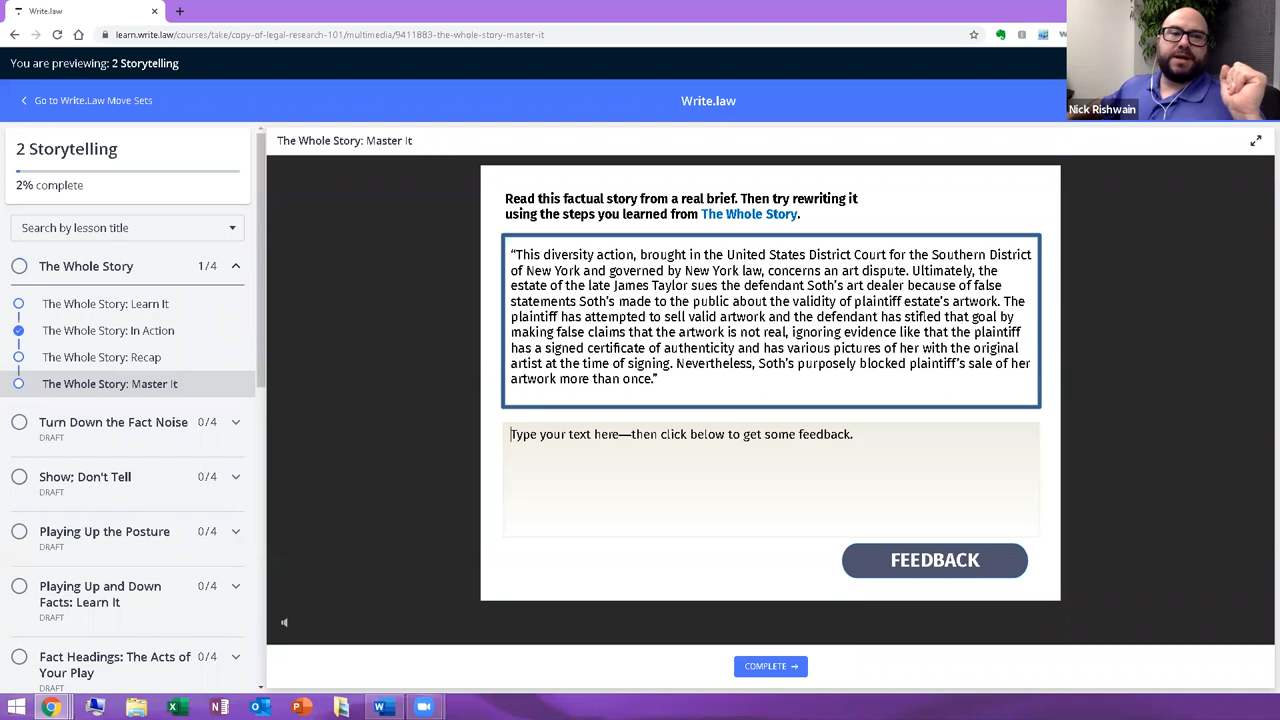 Write.law
learn.write.law/courses/take/copy-of-legal-research-101/multimedia/9411883-the-whole-story-master-it
You are previewing: 2 Storytelling
Go to Write.Law Move Sets
Write.law
Nick Rishwain
2 Storytelling
2% complete
Search by lesson title
The Whole Story 1/4
The Whole Story: Learn It
The Whole Story: In Action
The Whole Story: Recap
The Whole Story: Master It
Turn Down the Fact Noise 0/4
DRAFT
Show; Don't Tell 0/4
DRAFT
Playing Up the Posture 0/4
DRAFT
Playing Up and Down 0/4
Facts: Learn It
DRAFT
Fact Headings: The Acts of 0/4
Your Play
DRAFT
The Whole Story: Master It
Read this factual story from a real brief. Then try rewriting it
using the steps you learned from The Whole Story.
“This diversity action, brought in the United States District Court for the Southern District
of New York and governed by New York law, concerns an art dispute. Ultimately, the
estate of the late James Taylor sues the defendant Soth’s art dealer because of false
statements Soth’s made to the public about the validity of plaintiff estate’s artwork. The
plaintiff has attempted to sell valid artwork and the defendant has stifled that goal by
making false claims that the artwork is not real, ignoring evidence like that the plaintiff
has a signed certificate of authenticity and has various pictures of her with the original
artist at the time of signing. Nevertheless, Soth’s purposely blocked plaintiff’s sale of her
artwork more than once.”
Type your text here—then click below to get some feedback.
FEEDBACK
COMPLETE →